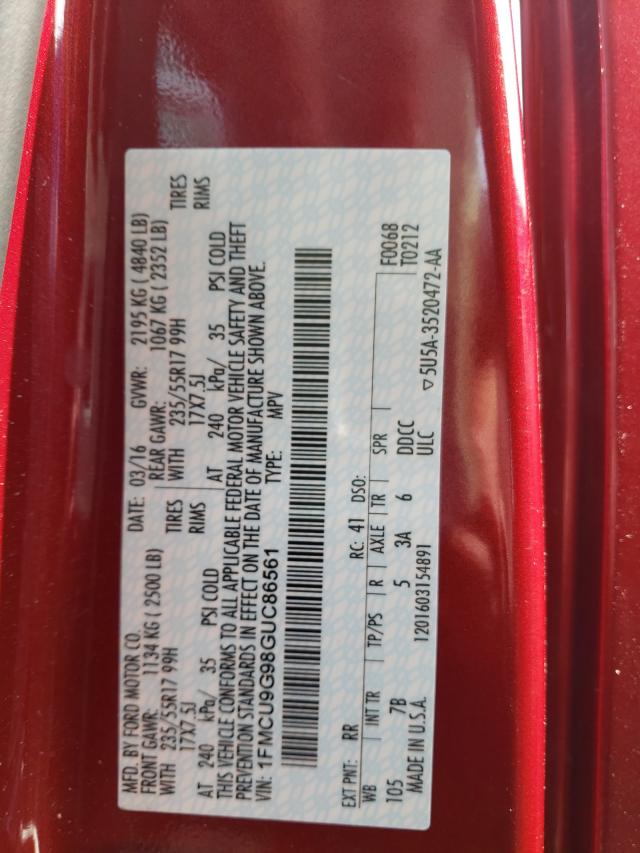 MFD. BY FORD MOTOR CO.
DATE: 03/16 GVWR: 2195 KG ( 4840 LB)
FRONT GAWR: 1134 KG ( 2500 LB) REAR GAWR: 1067 KG ( 2352 LB)
WITH 235/55R17 99H TIRES WITH 235/55R17 99H TIRES
17X7.5J RIMS 17X7.5J RIMS
AT 240 kPa/ 35 PSI COLD AT 240 kPa/ 35 PSI COLD
THIS VEHICLE CONFORMS TO ALL APPLICABLE FEDERAL MOTOR VEHICLE SAFETY AND THEFT
PREVENTION STANDARDS IN EFFECT ON THE DATE OF MANUFACTURE SHOWN ABOVE.
VIN: 1FMCU9G98GUC86561 TYPE: MPV
EXT PNT: RR RC: 41 DSO: F0068
WB INT TR TP/PS R AXLE TR SPR T0212
105 7B 5 3A 6 DDCC
MADE IN U.S.A. 1201603154891 ULC ▽5U5A-3520472-AA